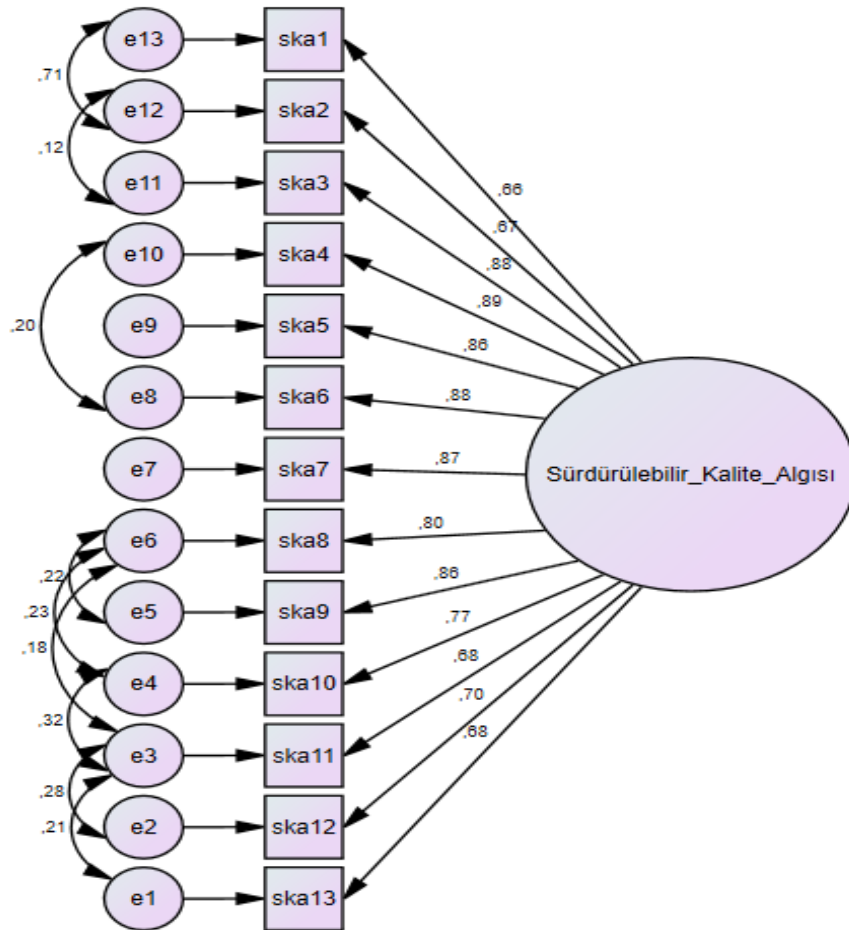 e13 ska1
,71
e12 ska2
,12
e11 ska3
,66
,67
e10 ska4
,88
,89
,20
e9 ska5
,86
e8 ska6
,88
e7 ska7
,87
Sürdürülebilir_Kalite_Algısı
e6 ska8
,80
,22
,86
e5 ska9
,23
,77
,18
e4 ska10
,68
,32
,70
,68
e3 ska11
,28
e2 ska12
,21
e1 ska13